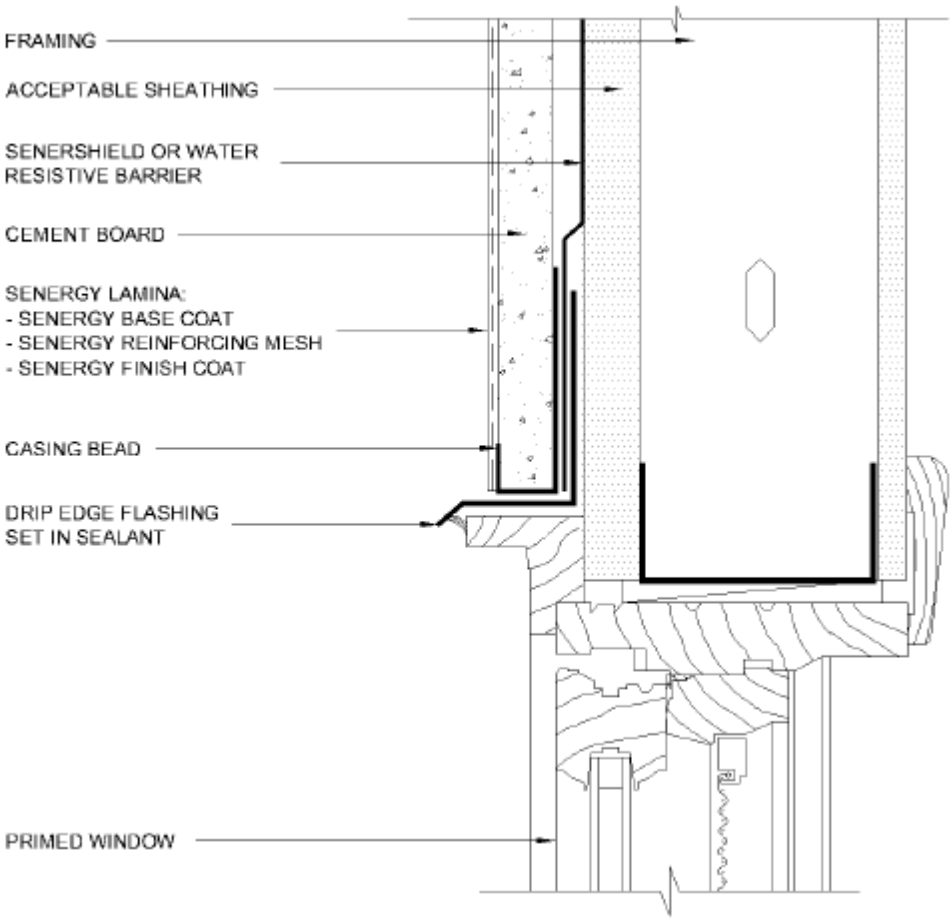 FRAMING
ACCEPTABLE SHEATHING
SENERSHIELD OR WATER
RESISTIVE BARRIER
CEMENT BOARD
SENERGY LAMINA:
- SENERGY BASE COAT
- SENERGY REINFORCING MESH
- SENERGY FINISH COAT
CASING BEAD
DRIP EDGE FLASHING
SET IN SEALANT
PRIMED WINDOW